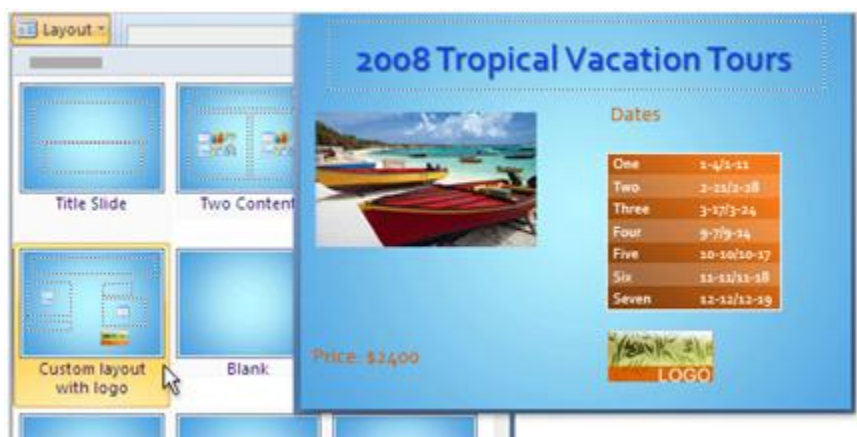 Layout
Title Slide
Two Content
Custom layout
with logo
Blank
2008 Tropical Vacation Tours
Dates
One 1-4/1-11
Two 2-21/2-28
Three 3-17/3-24
Four 9-7/9-14
Five 10-10/10-17
Six 11-11/11-18
Seven 12-12/12-19
Price: $2400
LOGO